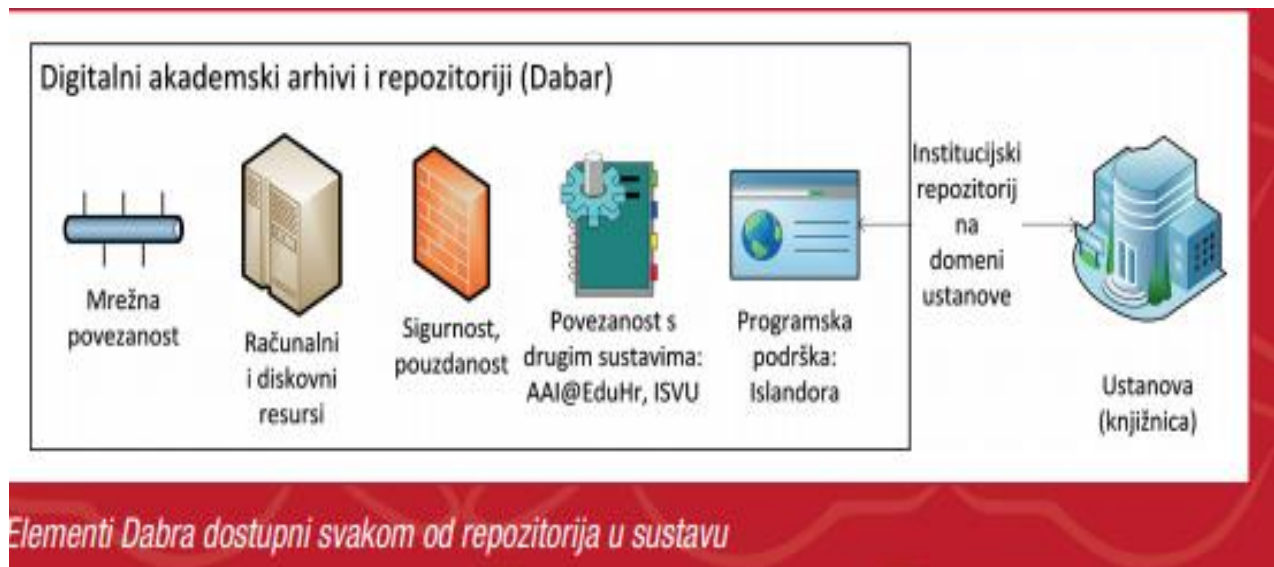 Digitalni akademski arhivi i repozitoriji (Dabar)
Mrežna
povezanost
Računalni
i diskovni
resursi
Sigurnost,
pouzdanost
Povezanost s
drugim sustavima:
AAI@EduHr, ISVU
Programska
podrška:
Islandora
Institucijski
repozitorij
na
domeni
ustanove
Ustanova
(knjižnica)
Elementi Dabra dostupni svakom od repozitorija u sustavu